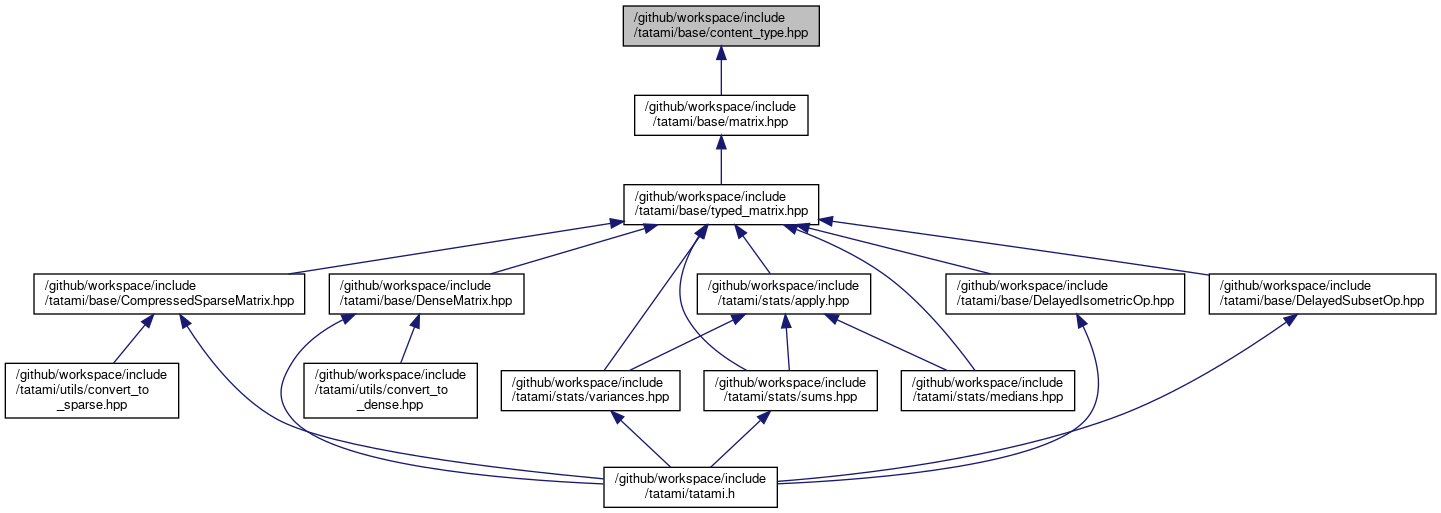 /github/workspace/include
/tatami/base/content_type.hpp
/github/workspace/include
/tatami/base/matrix.hpp
/github/workspace/include
/tatami/base/typed_matrix.hpp
/github/workspace/include
/tatami/base/CompressedSparseMatrix.hpp
/github/workspace/include
/tatami/base/DenseMatrix.hpp
/github/workspace/include
/tatami/stats/apply.hpp
/github/workspace/include
/tatami/base/DelayedIsometricOp.hpp
/github/workspace/include
/tatami/base/DelayedSubsetOp.hpp
/github/workspace/include
/tatami/utils/convert_to
_sparse.hpp
/github/workspace/include
/tatami/utils/convert_to
_dense.hpp
/github/workspace/include
/tatami/stats/variances.hpp
/github/workspace/include
/tatami/stats/sums.hpp
/github/workspace/include
/tatami/stats/medians.hpp
/github/workspace/include
/tatami/tatami.h